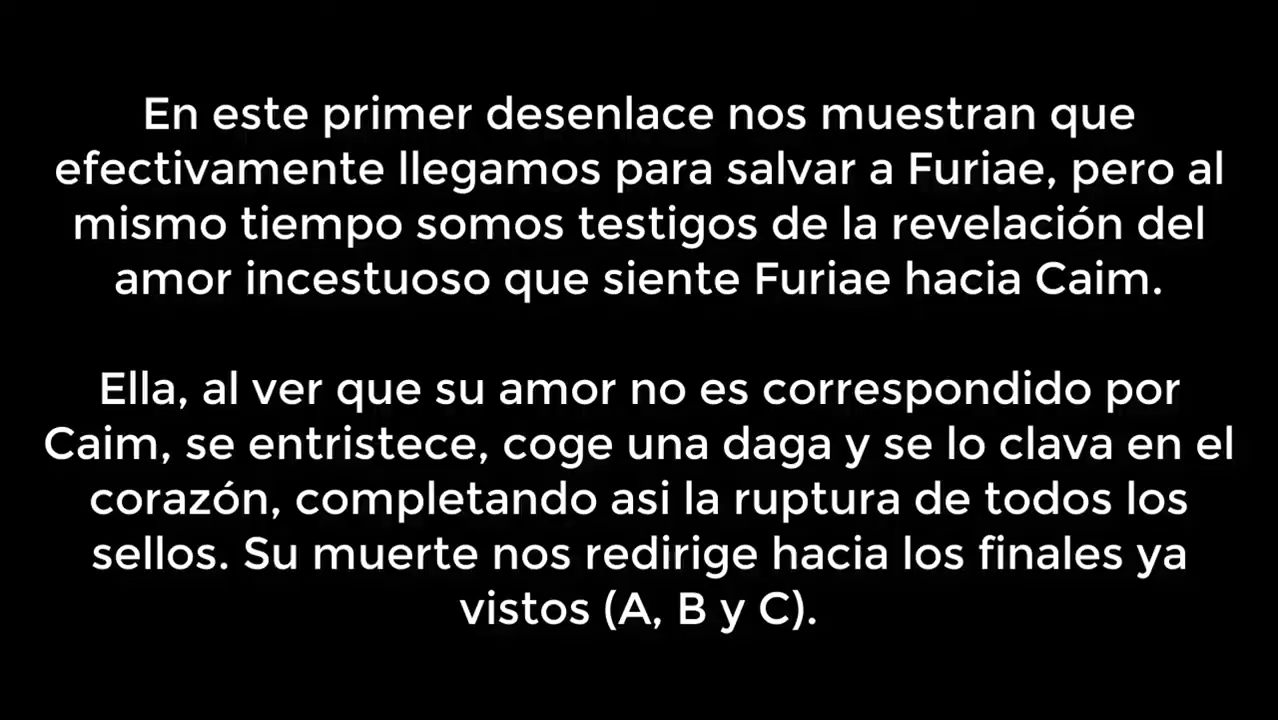 En este primer desenlace nos muestran que
efectivamente llegamos para salvar a Furiae, pero al
mismo tiempo somos testigos de la revelación del
amor incestuoso que siente Furiae hacia Caim.
Ella, al ver que su amor no es correspondido por
Caim, se entristece, coge una daga y se lo clava en el
corazón, completando asi la ruptura de todos los
sellos. Su muerte nos redirige hacia los finales ya
vistos (A, B y C).